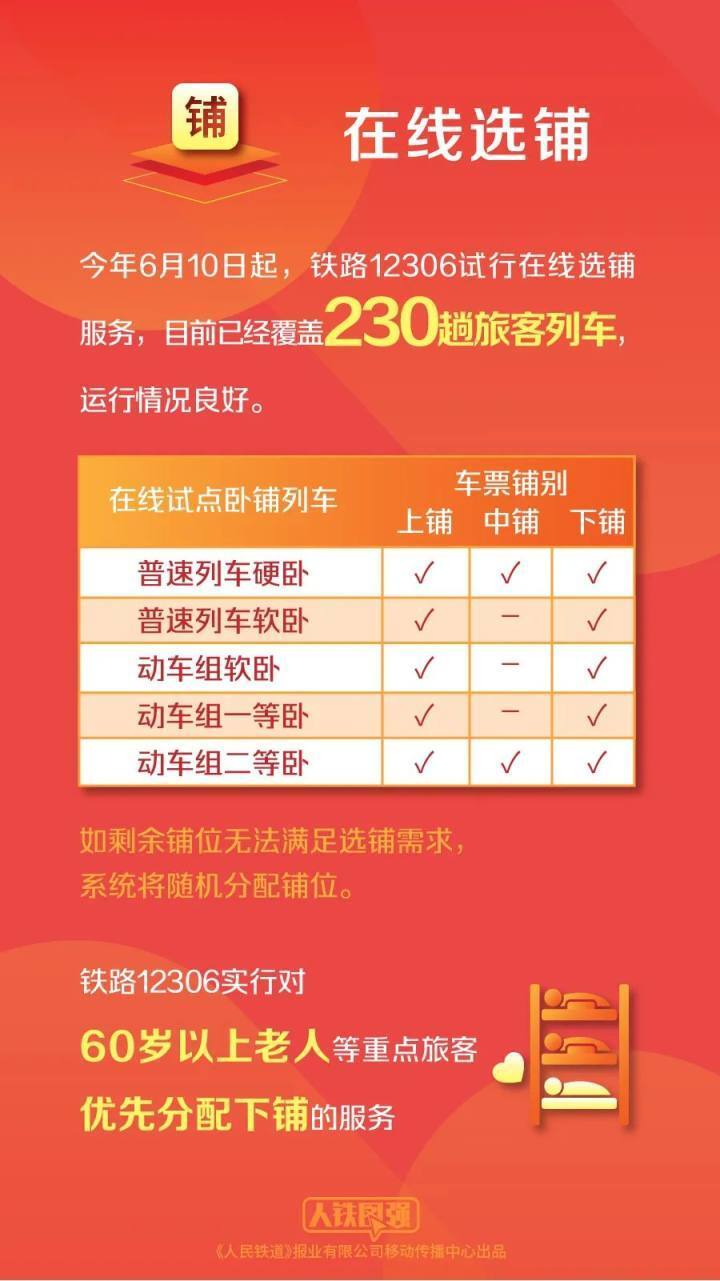 铺
在线选铺
今年6月10日起，铁路12306试行在线选铺
服务，目前已经覆盖230趟旅客列车，
运行情况良好。
在线试点卧铺列车 车票铺别
上铺 中铺 下铺
普速列车硬卧 ✓ ✓ ✓
普速列车软卧 ✓ － ✓
动车组软卧 ✓ － ✓
动车组一等卧 ✓ － ✓
动车组二等卧 ✓ ✓ ✓
如剩余铺位无法满足选铺需求，
系统将随机分配铺位。
铁路12306实行对
60岁以上老人等重点旅客
优先分配下铺的服务
人铁图强
《人民铁道》报业有限公司移动传播中心出品